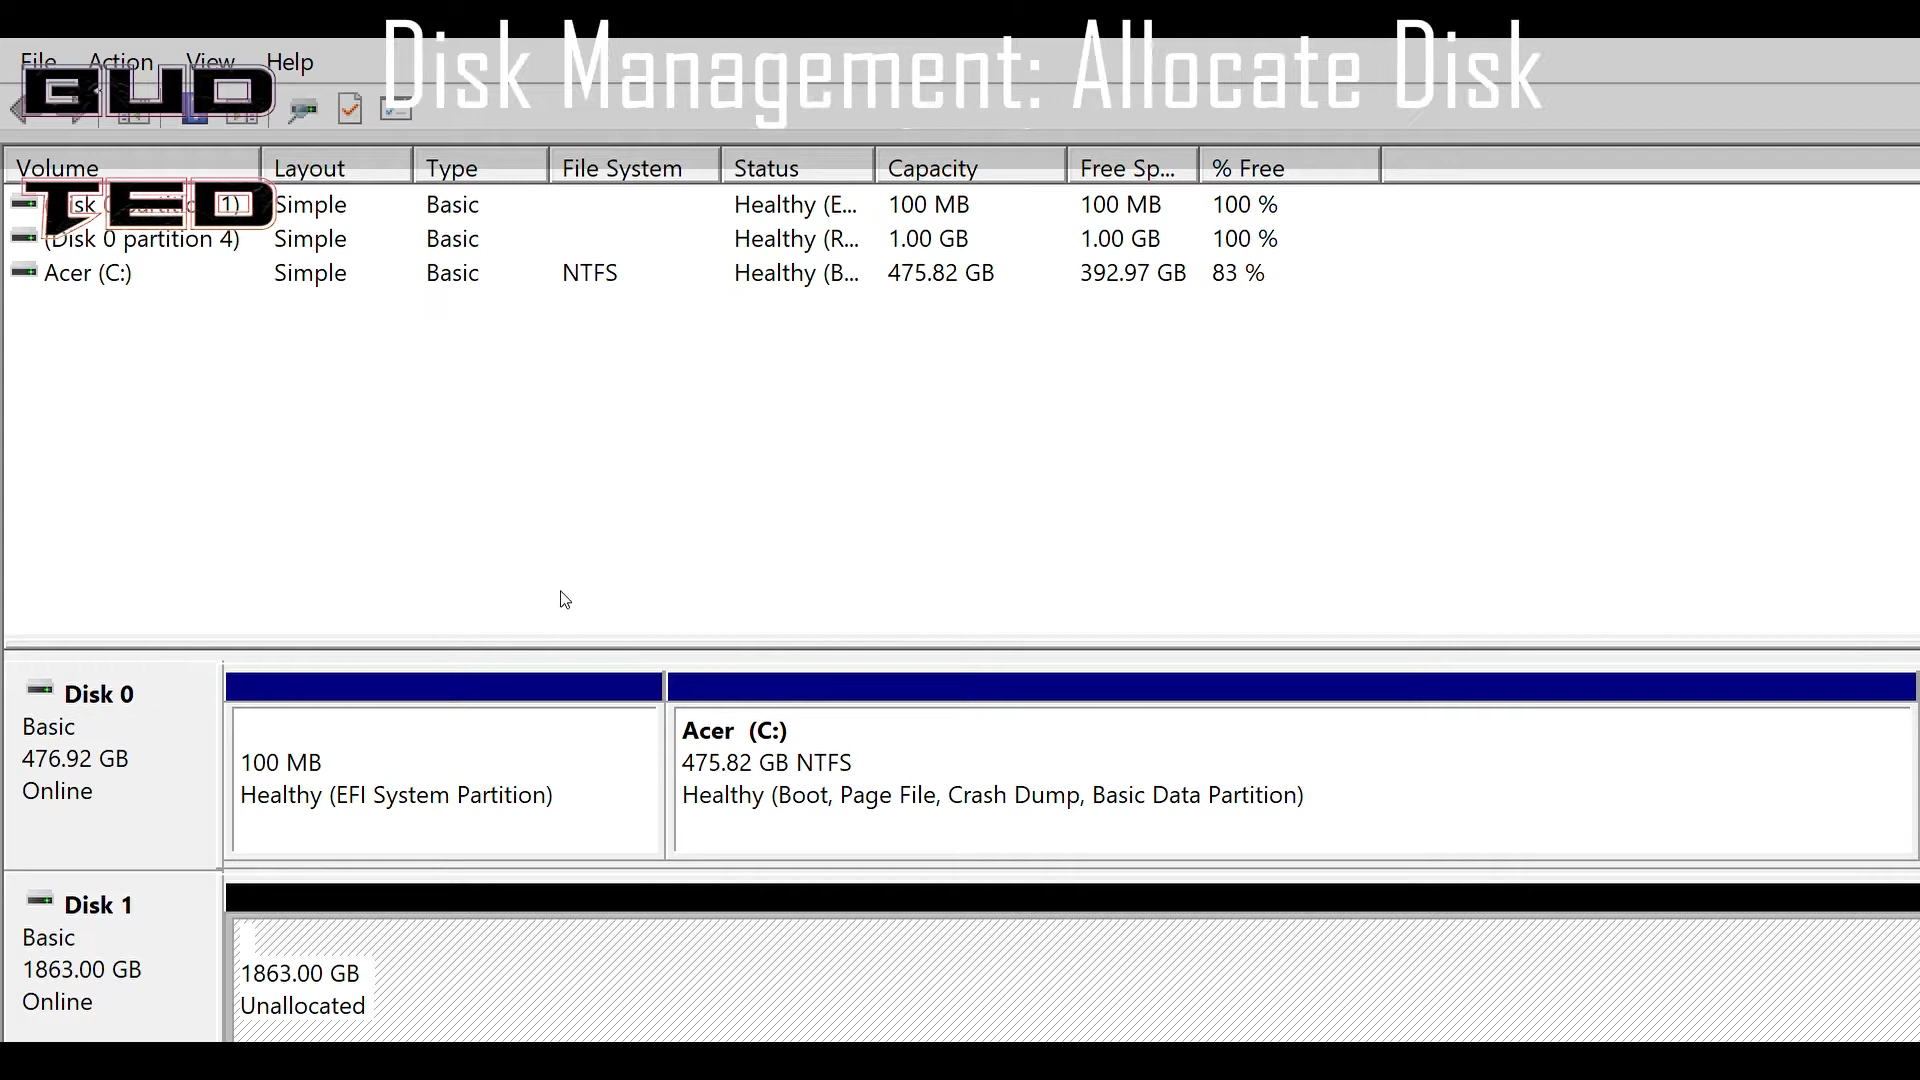 Disk Management: Allocate Disk
File Action View Help
BUD
TED
Volume Layout Type File System Status Capacity Free Sp... % Free
Simple Basic Healthy (E... 100 MB 100 MB 100 %
(Disk 0 partition 4) Simple Basic Healthy (R... 1.00 GB 1.00 GB 100 %
Acer (C:) Simple Basic NTFS Healthy (B... 475.82 GB 392.97 GB 83 %
Disk 0
Basic
476.92 GB
Online
100 MB
Healthy (EFI System Partition)
Acer (C:)
475.82 GB NTFS
Healthy (Boot, Page File, Crash Dump, Basic Data Partition)
Disk 1
Basic
1863.00 GB
Online
1863.00 GB
Unallocated